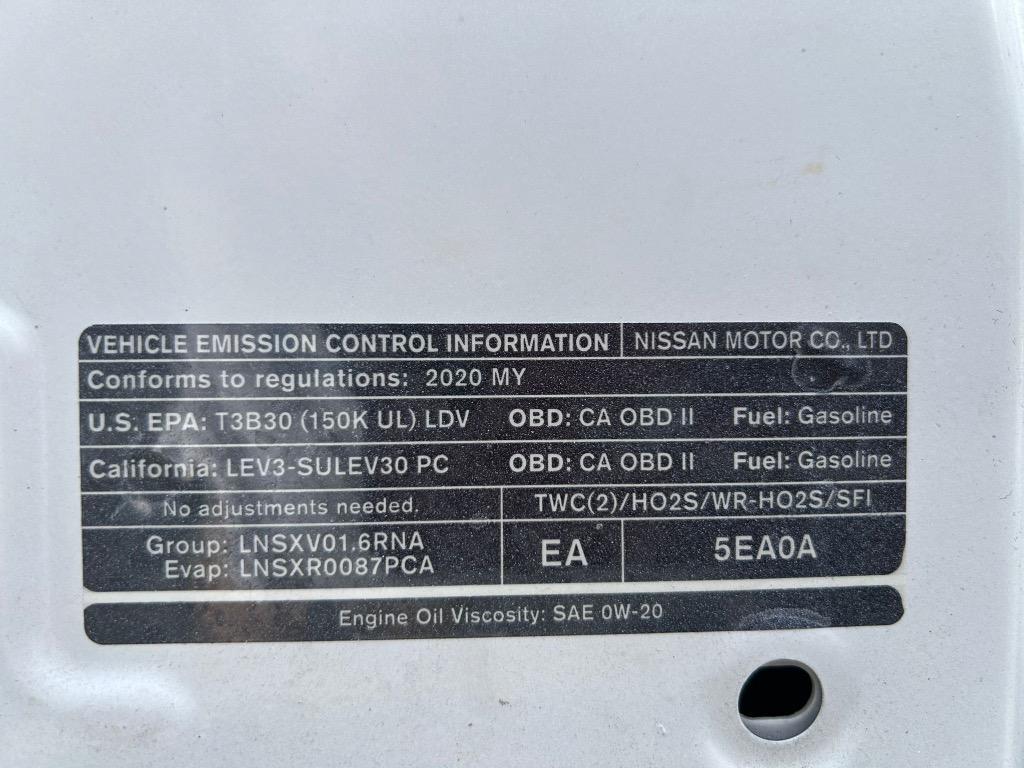 VEHICLE EMISSION CONTROL INFORMATION NISSAN MOTOR CO., LTD
Conforms to regulations: 2020 MY
U.S. EPA: T3B30 (150K UL) LDV OBD: CA OBD II Fuel: Gasoline
California: LEV3-SULEV30 PC OBD: CA OBD II Fuel: Gasoline
No adjustments needed. TWC(2)/HO2S/WR-HO2S/SFI
Group: LNSXV01.6RNA
Evap: LNSXR0087PCA
EA 5EA0A
Engine Oil Viscosity: SAE 0W-20